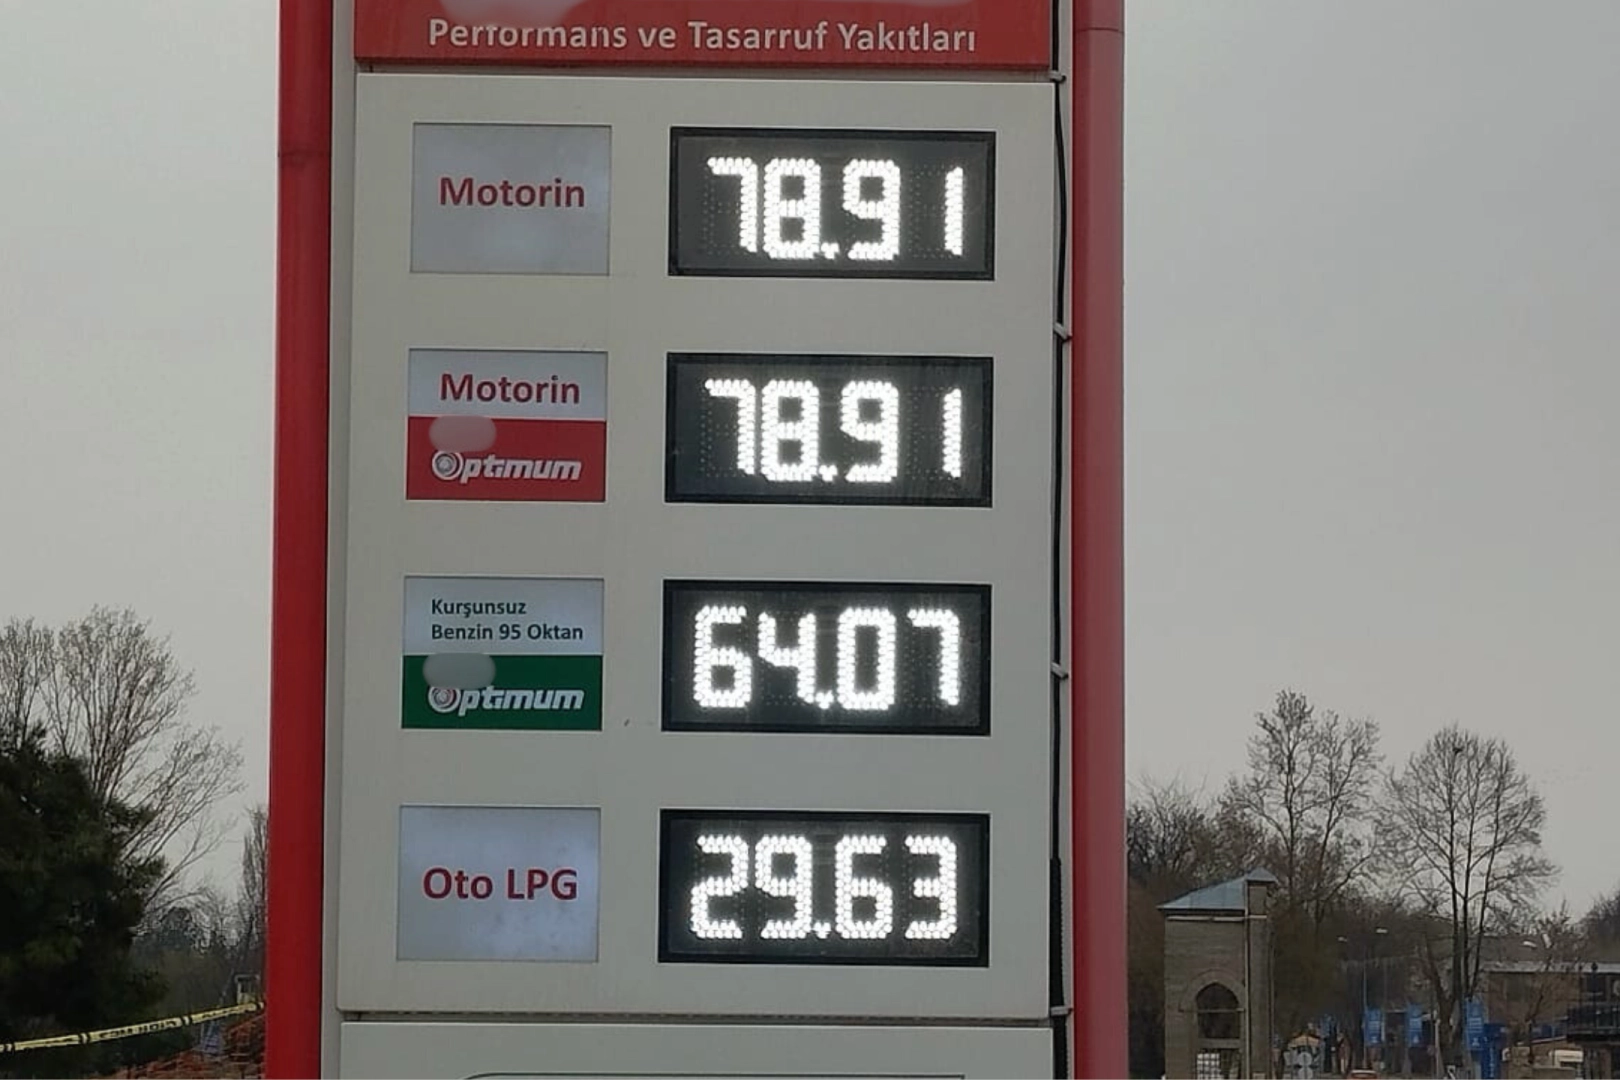 Performans ve Tasarruf Yakıtları
Motorin 78.91
Motorin 78.91
Optimum
Kurşunsuz
Benzin 95 Oktan 64.07
Optimum
Oto LPG 29.63